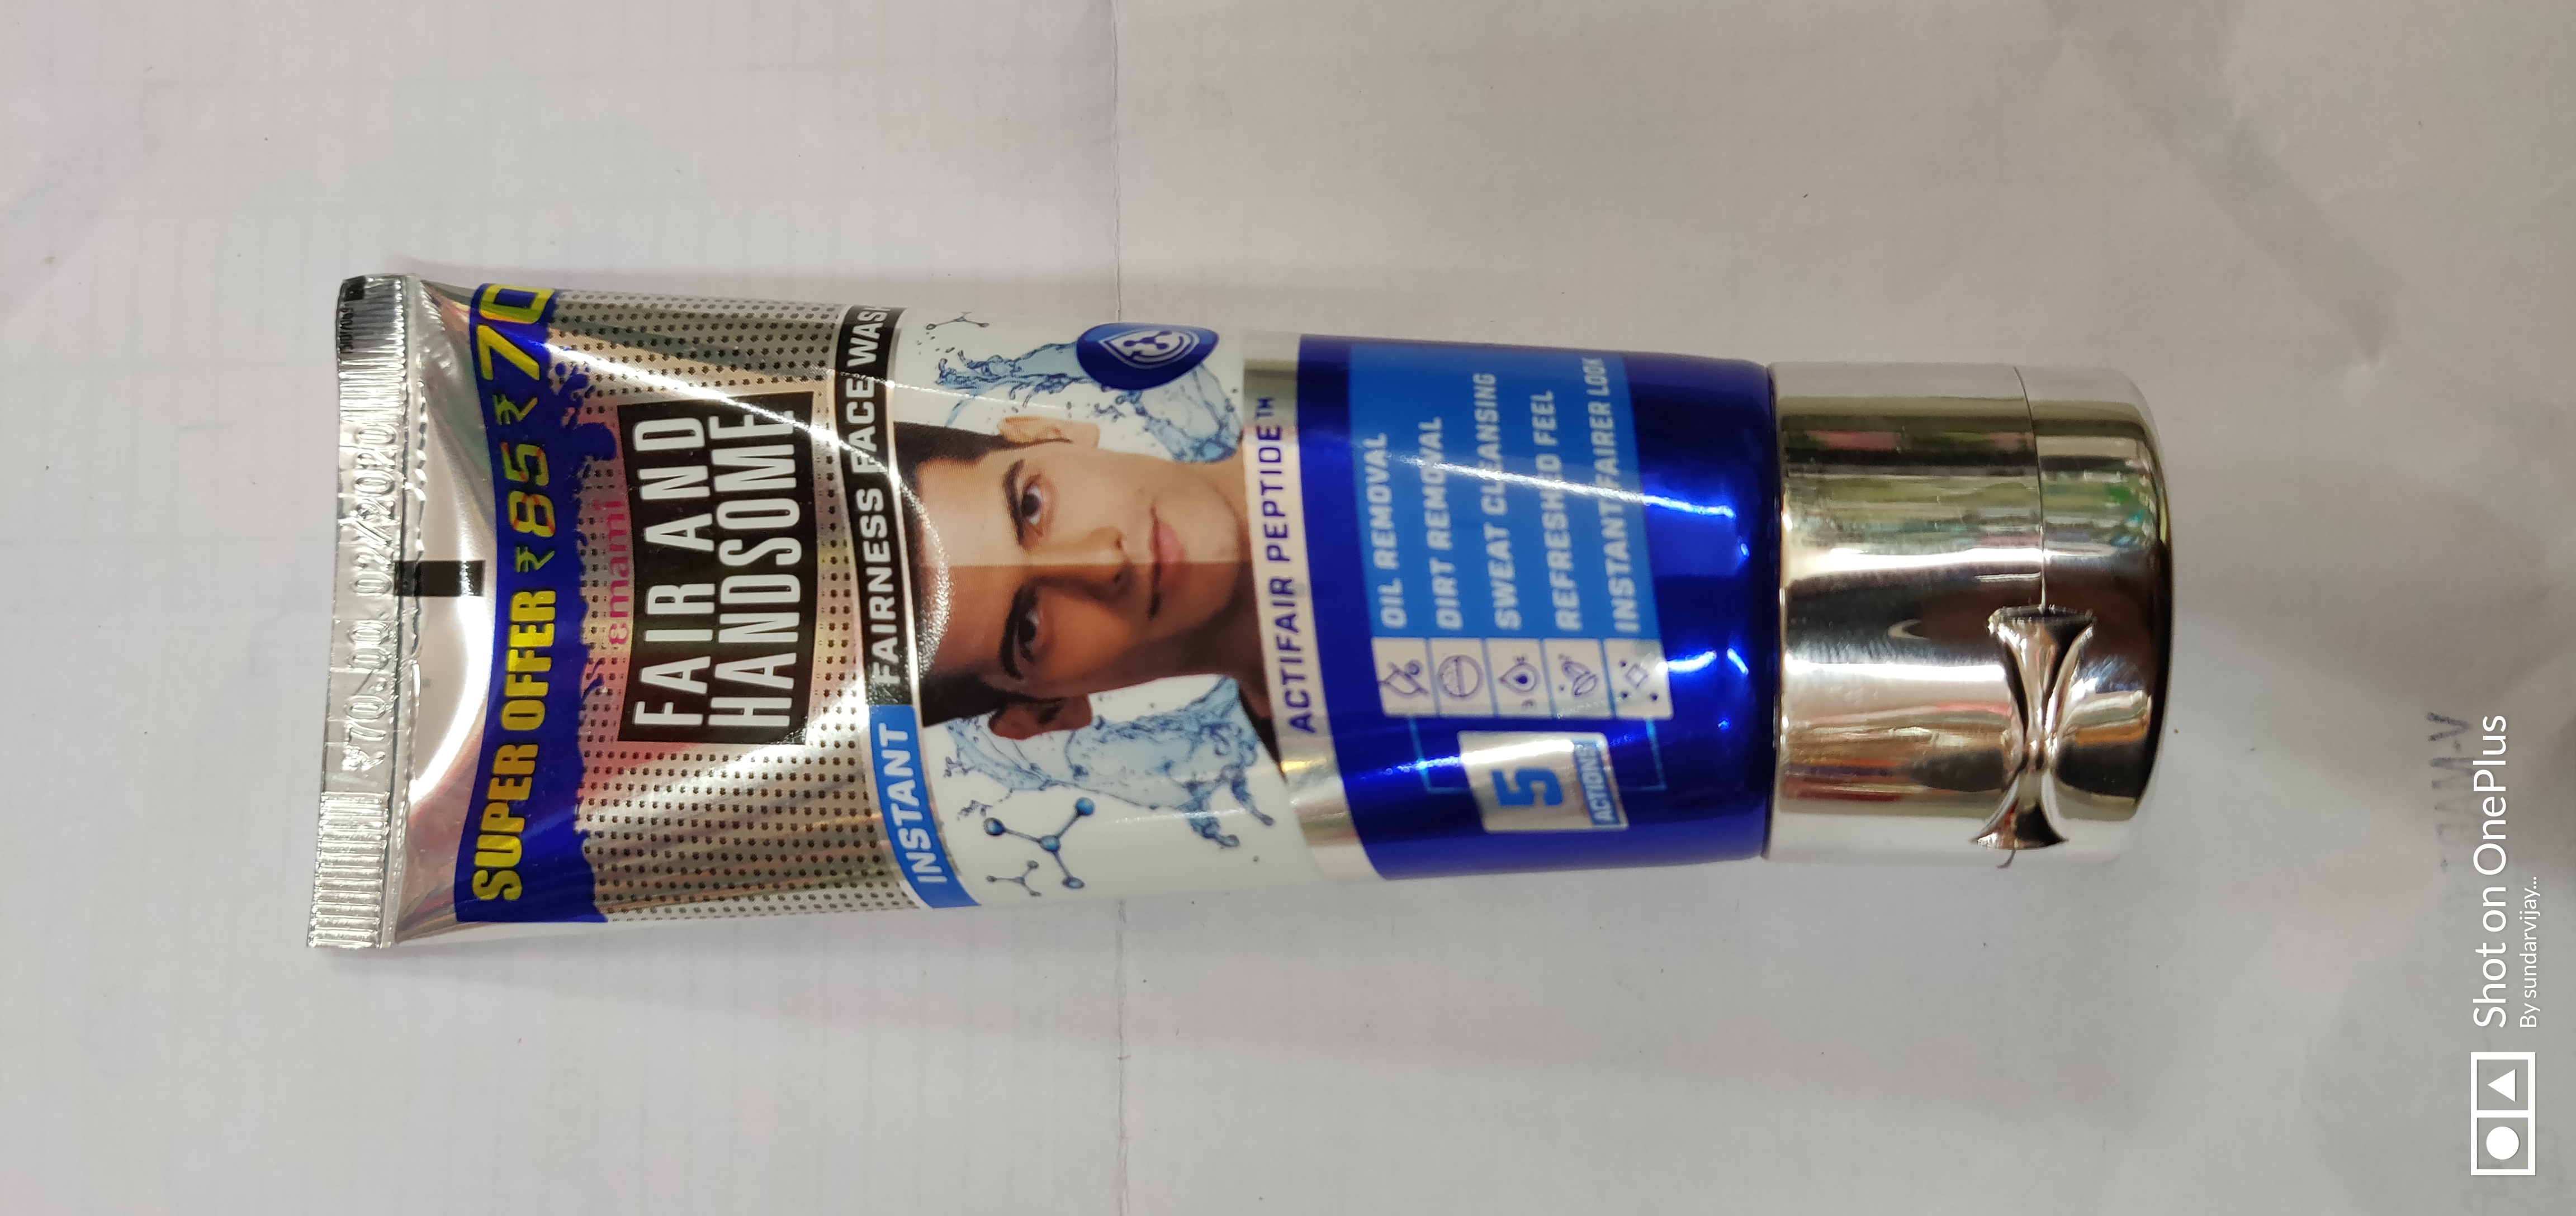 ₹70.00 02/2020
SUPER OFFER ₹85 ₹70
emami
FAIR AND
HANDSOME
INSTANT FAIRNESS FACE WASH
ACTIFAIR PEPTIDE™
OIL REMOVAL
DIRT REMOVAL
SWEAT CLEANSING
REFRESHED FEEL
INSTANT FAIRER LOOK
5
ACTIONS
V-MART
Shot on OnePlus
By sundarvijay...